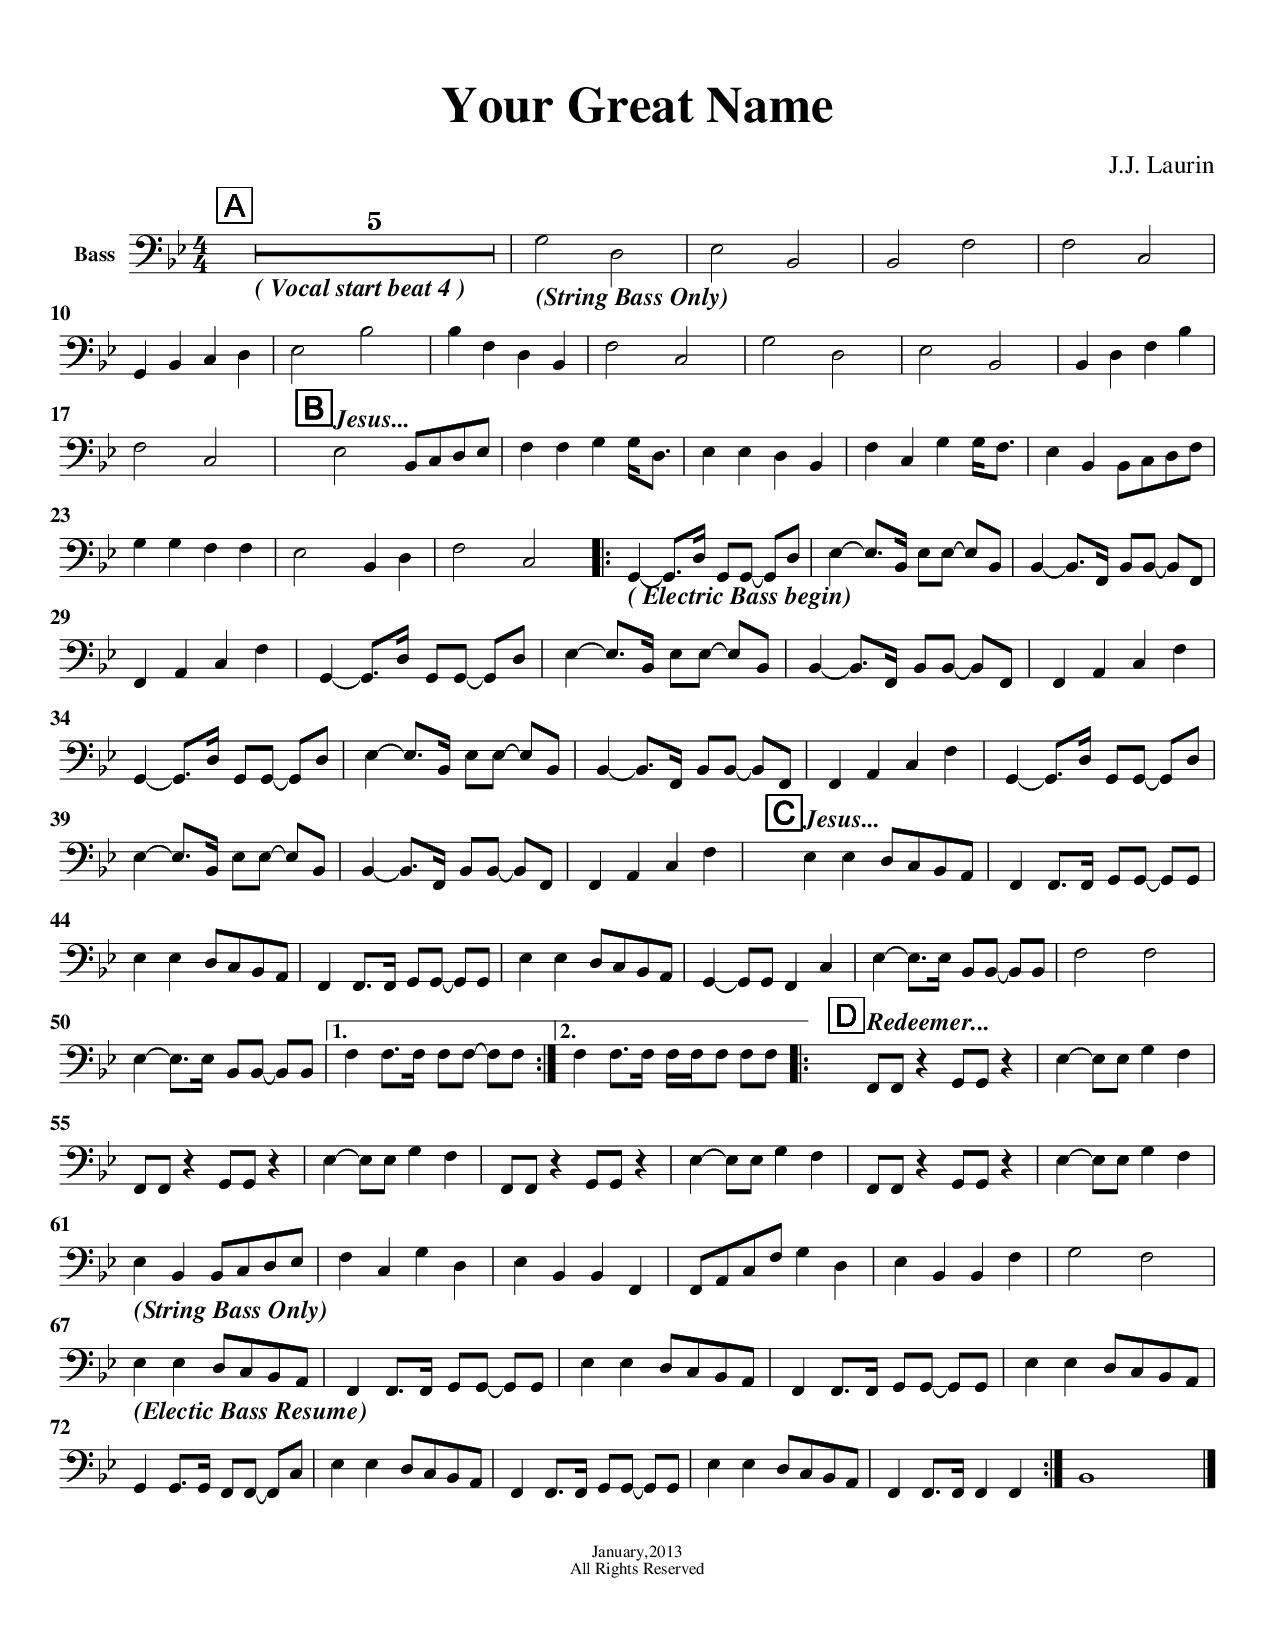 Your Great Name
J.J. Laurin
A
5
Bass
4
4
( Vocal start beat 4 )
(String Bass Only)
10
B
Jesus...
17
23
( Electric Bass begin)
29
34
C
Jesus...
39
44
D
Redeemer...
50
1.
2.
55
61
(String Bass Only)
67
(Electic Bass Resume)
72
January,2013
All Rights Reserved